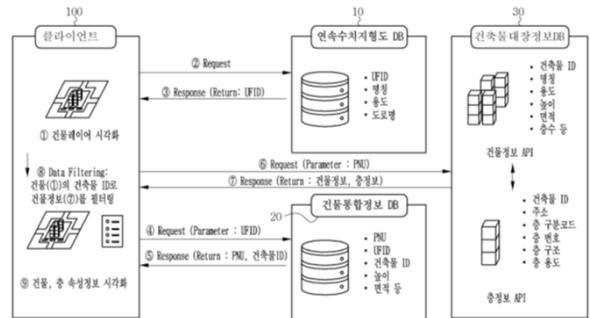 100
클라이언트
① 건물레이어 시각화
⑧ Data Filtering:
건물(①)의 건축물 ID로
건물정보(⑦)를 필터링
⑨ 건물, 층 속성정보 시각화
② Request
③ Response (Return: UFID)
⑥ Request (Parameter : PNU)
⑦ Response (Return : 건물정보, 층정보)
④ Request (Parameter : UFID)
⑤ Response (Return : PNU, 건축물ID)
10
연속수치지형도 DB
• UFID
• 명칭
• 용도
• 도로명
20
건물통합정보 DB
• PNU
• UFID
• 건축물 ID
• 높이
• 면적 등
30
건축물대장정보DB
• 건축물 ID
• 명칭
• 용도
• 높이
• 면적
• 층수 등
건물정보 API
• 건축물 ID
• 주소
• 층 구분코드
• 층 번호
• 층 구조
• 층 용도
층정보 API